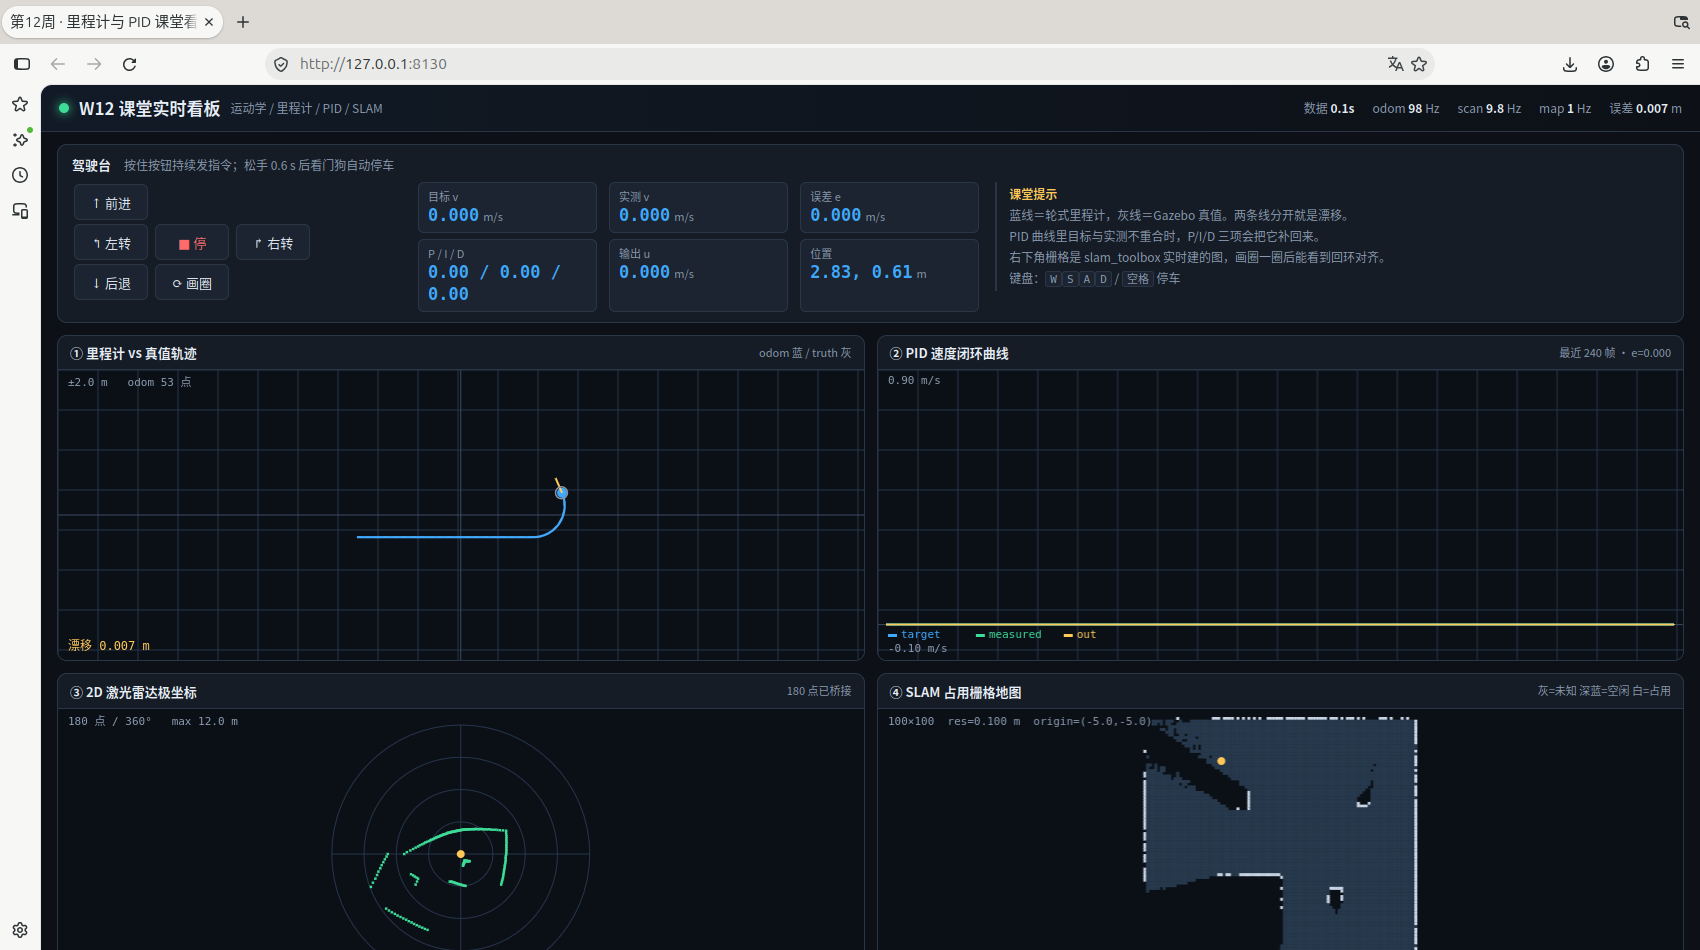 第12周 · 里程计与 PID 课堂看
http://127.0.0.1:8130
W12 课堂实时看板 运动学 / 里程计 / PID / SLAM
数据 0.1s odom 98 Hz scan 9.8 Hz map 1 Hz 误差 0.007 m
驾驶台 按住按钮持续发指令；松手 0.6 s 后看门狗自动停车
↑ 前进
↰ 左转 ■ 停 ↱ 右转
↓ 后退 ⟳ 画圈
目标 v
0.000 m/s
实测 v
0.000 m/s
误差 e
0.000 m/s
P / I / D
0.00 / 0.00 /
0.00
输出 u
0.000 m/s
位置
2.83, 0.61 m
课堂提示
蓝线＝轮式里程计，灰线＝Gazebo 真值。两条线分开就是漂移。
PID 曲线里目标与实测不重合时，P/I/D 三项会把它补回来。
右下角栅格是 slam_toolbox 实时建的图，画圈一圈后能看到回环对齐。
键盘： W S A D / 空格 停车
① 里程计 vs 真值轨迹 odom 蓝 / truth 灰
±2.0 m odom 53 点
漂移 0.007 m
② PID 速度闭环曲线 最近 240 帧 · e=0.000
0.90 m/s
target measured out
-0.10 m/s
③ 2D 激光雷达极坐标 180 点已桥接
180 点 / 360° max 12.0 m
④ SLAM 占用栅格地图 灰=未知 深蓝=空闲 白=占用
100×100 res=0.100 m origin=(-5.0,-5.0)